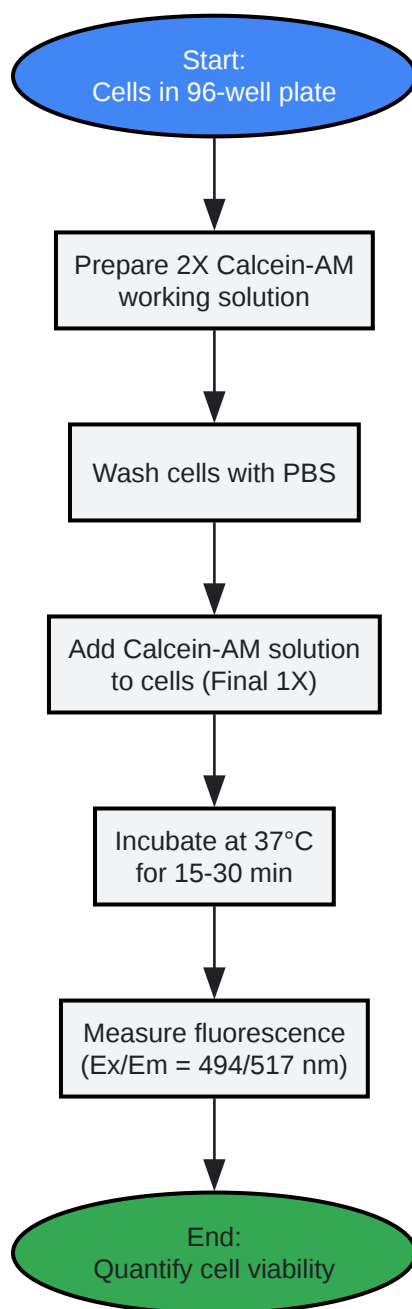 Start:
Cells in 96-well plate
Prepare 2X Calcein-AM
working solution
Wash cells with PBS
Add Calcein-AM solution
to cells (Final 1X)
Incubate at 37°C
for 15-30 min
Measure fluorescence
(Ex/Em = 494/517 nm)
End:
Quantify cell viability